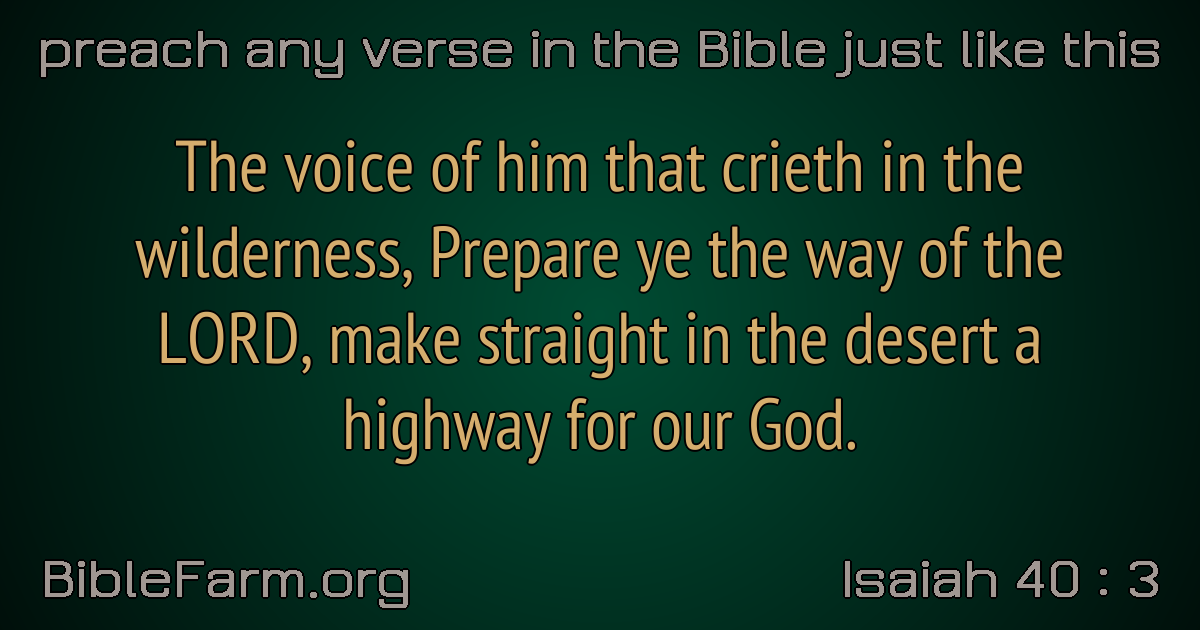 preach any verse in the Bible just like this
The voice of him that crieth in the
wilderness, Prepare ye the way of the
LORD, make straight in the desert a
highway for our God.
BibleFarm.org
Isaiah 40 : 3